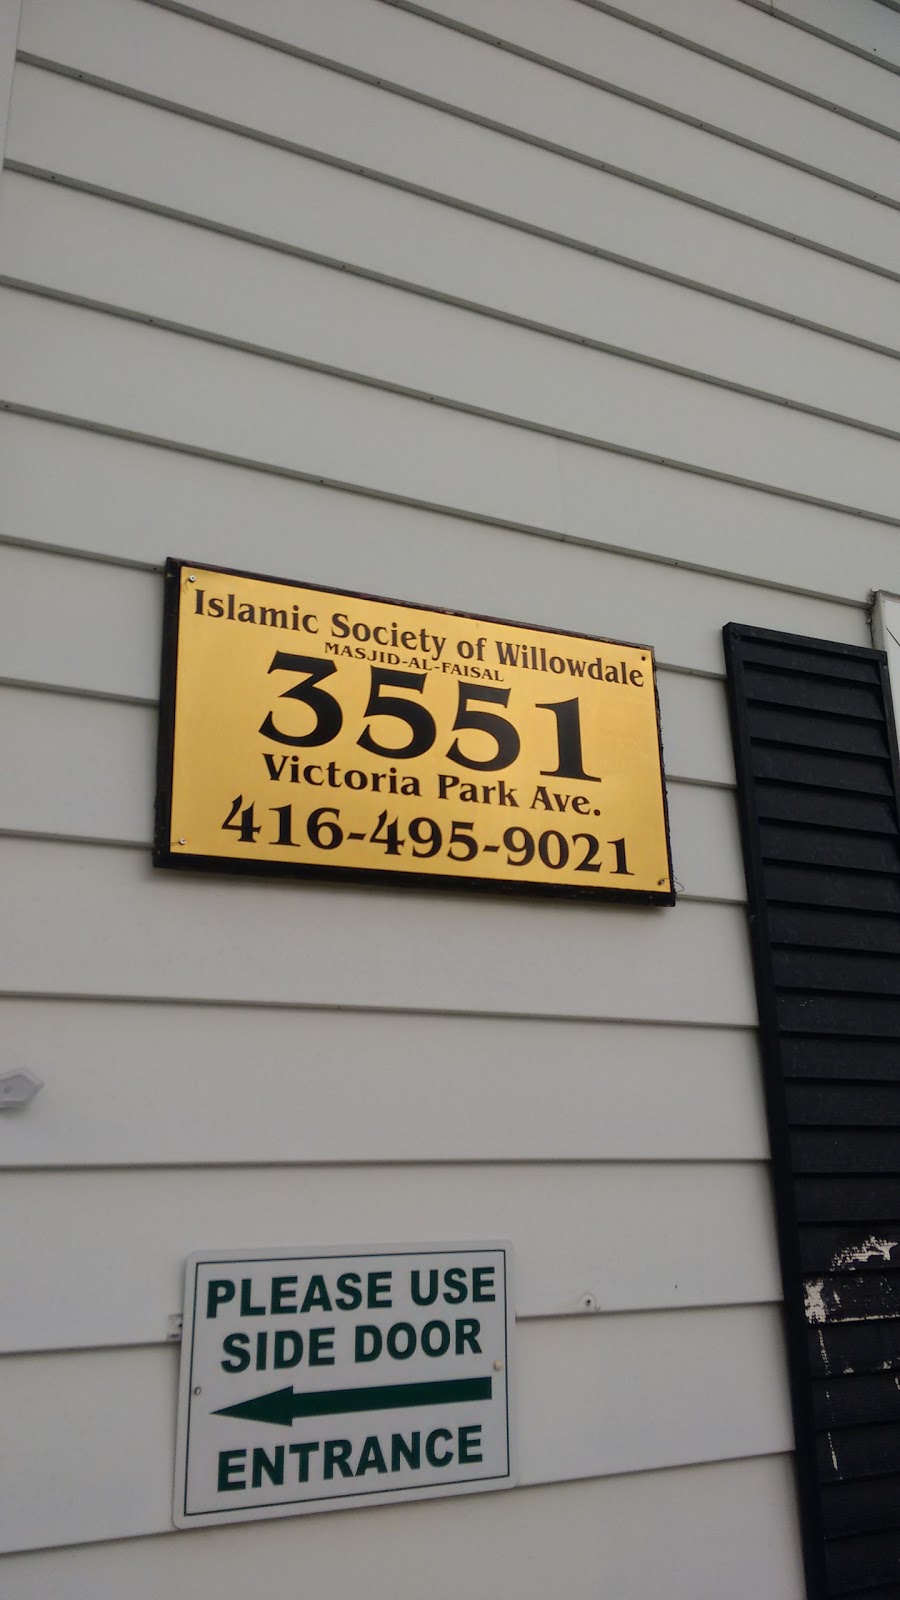 Islamic Society of Willowdale
MASJID-AL-FAISAL
3551
Victoria Park Ave.
416-495-9021
PLEASE USE
SIDE DOOR
ENTRANCE